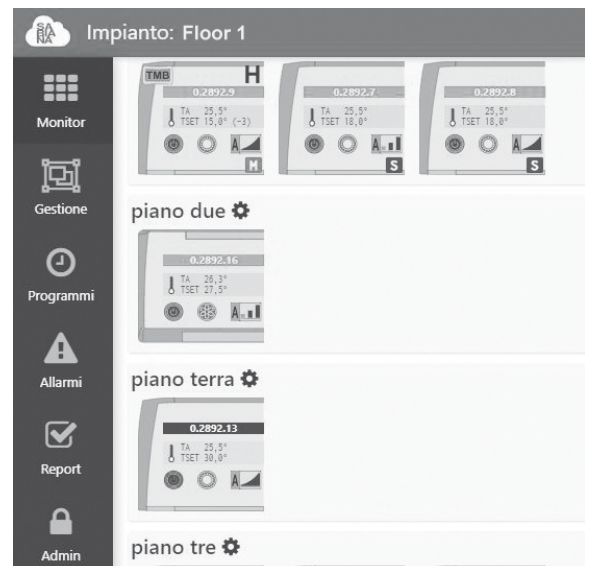 SABIANA
Impianto: Floor 1
Monitor
Gestione
Programmi
Allarmi
Report
Admin
TMB H
0.2892.9
TA 25,5°
TSET 15,0° (-3)
A
M
0.2892.7
TA 25,5°
TSET 18,0°
A
S
0.2892.8
TA 25,5°
TSET 18,0°
A
S
piano due
0.2892.16
TA 26,3°
TSET 27,5°
A
piano terra
0.2892.13
TA 25,5°
TSET 30,0°
A
piano tre